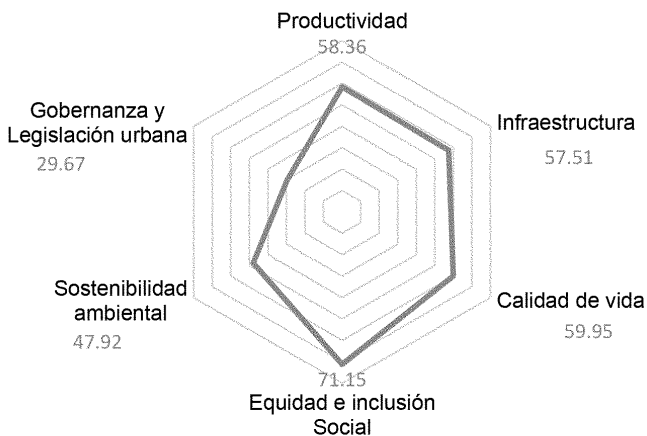 Productividad
58.36
Infraestructura
57.51
Calidad de vida
59.95
71.15
Equidad e inclusión
Social
Sostenibilidad
ambiental
47.92
Gobernanza y
Legislación urbana
29.67